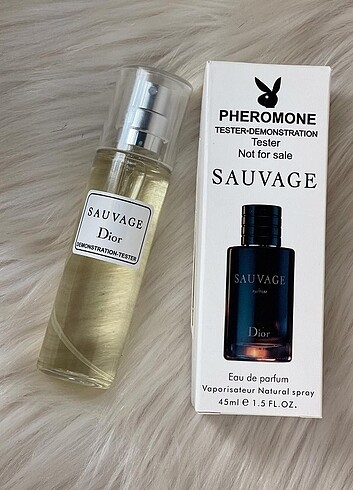 SAUVAGE
Dior
DEMONSTRATION-TESTER
PHEROMONE
TESTER-DEMONSTRATION
Tester
Not for sale
SAUVAGE
SAUVAGE
Dior
Eau de parfum
Vaporisateur Natural spray
45ml e 1.5 FL.OZ.